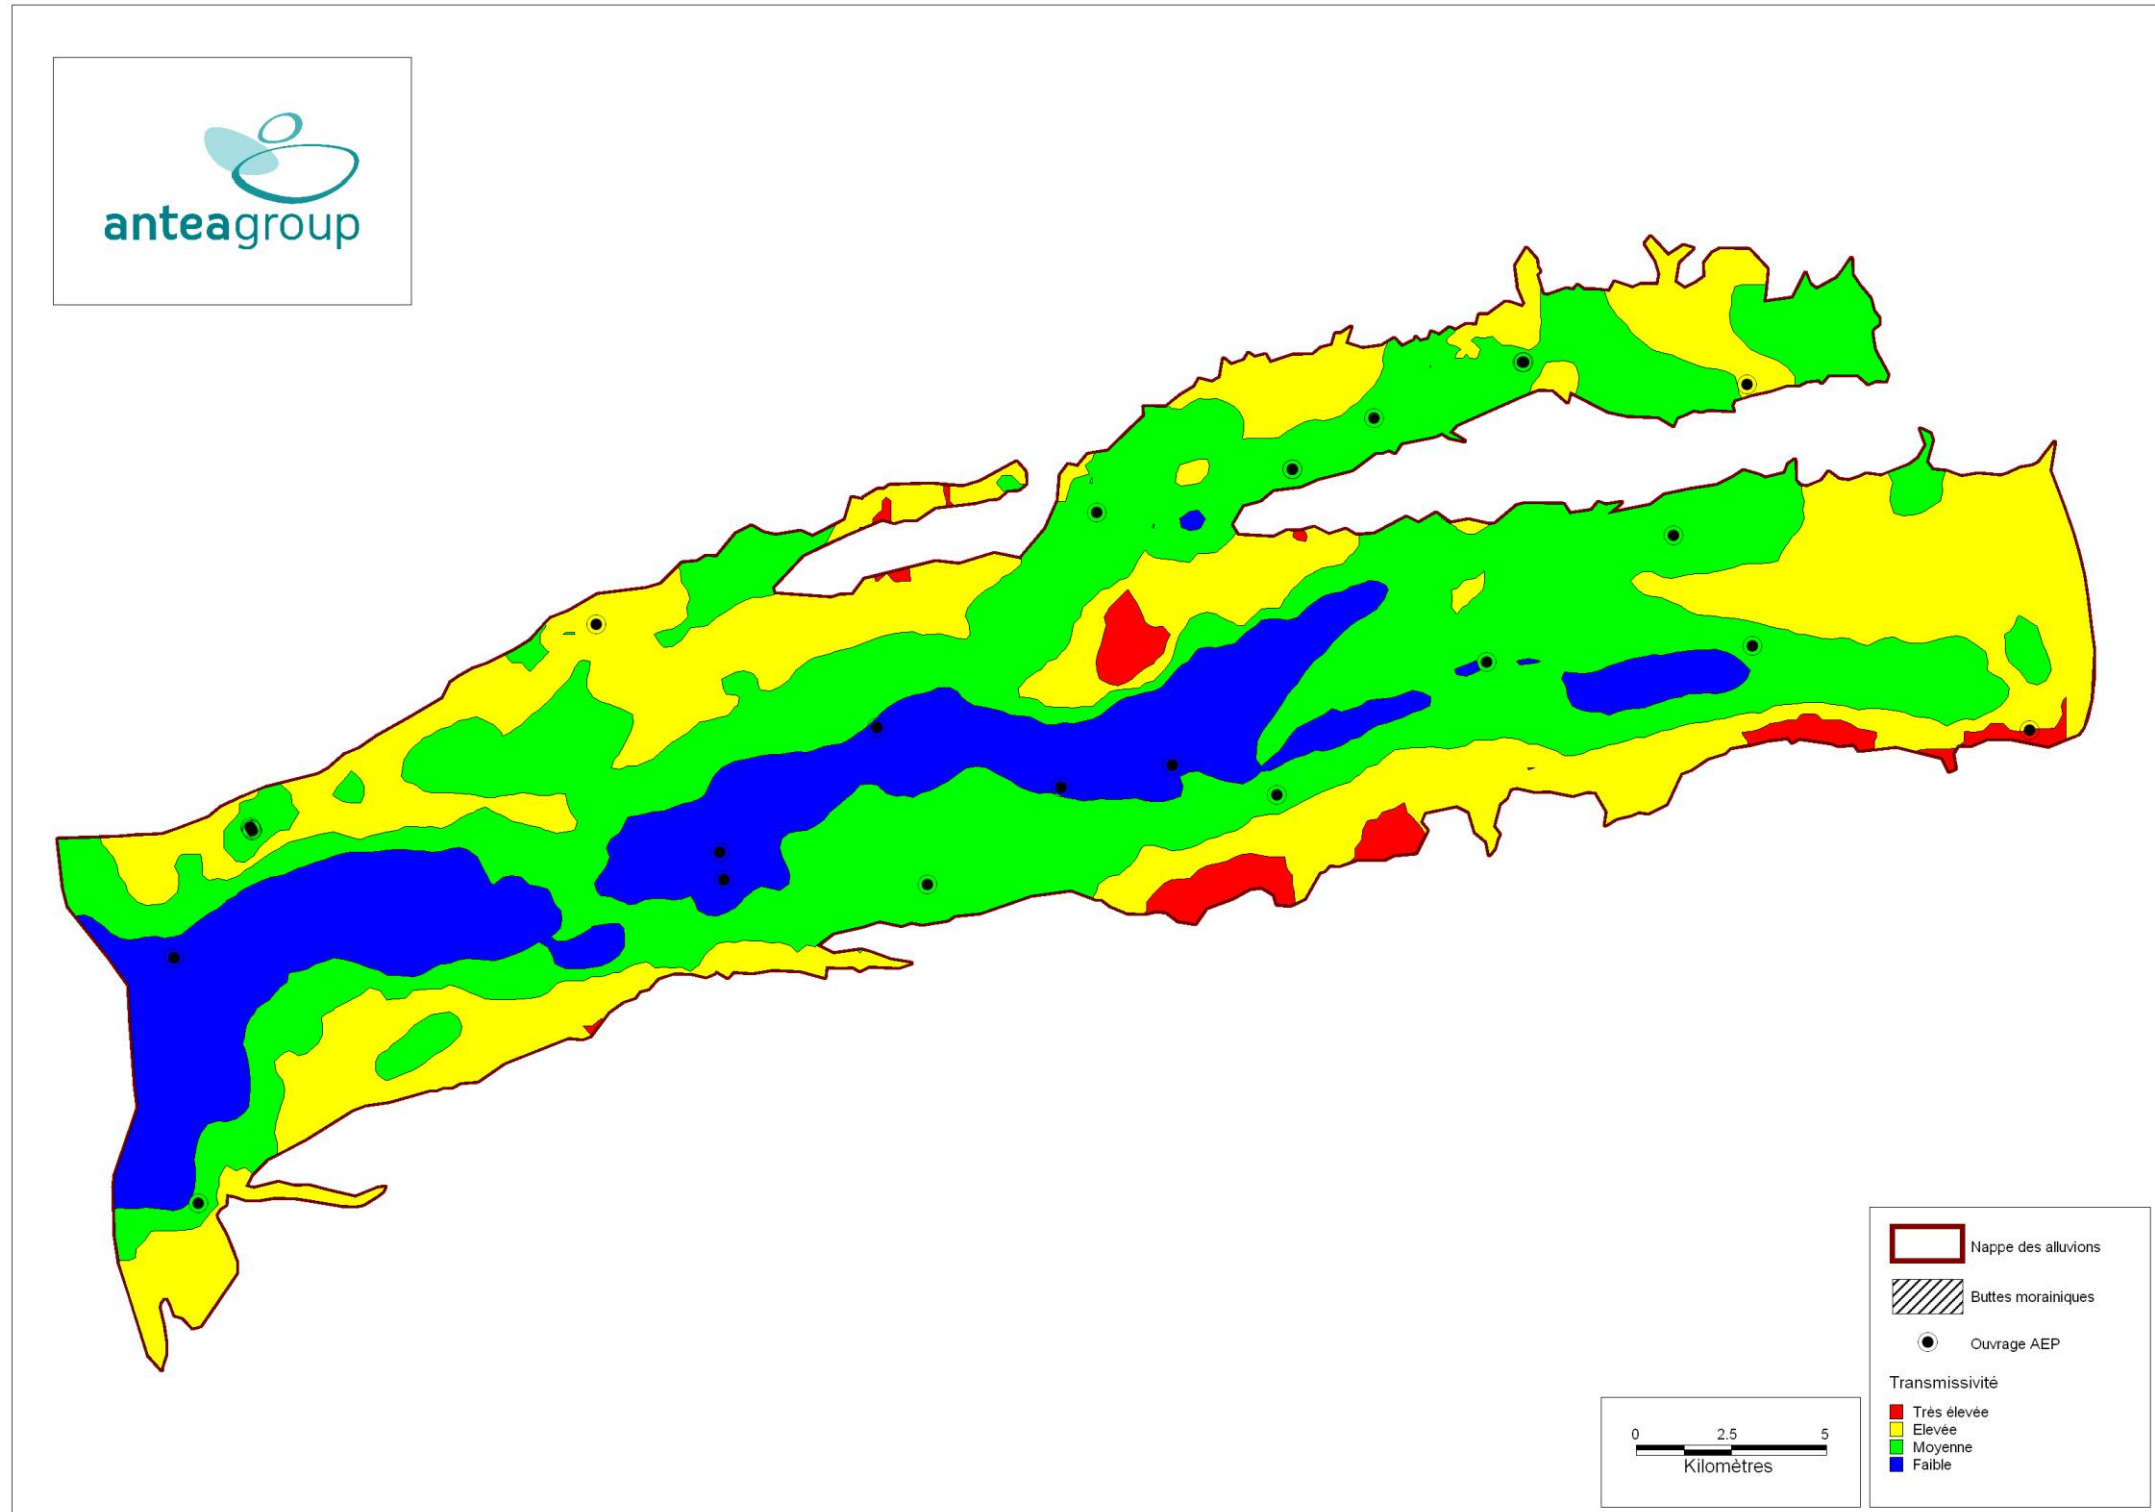 anteagroup
Nappe des alluvions
Buttes morainiques
Ouvrage AEP
Transmissivité
Très élevée
Elevée
Moyenne
Faible
0 2.5 5
Kilomètres